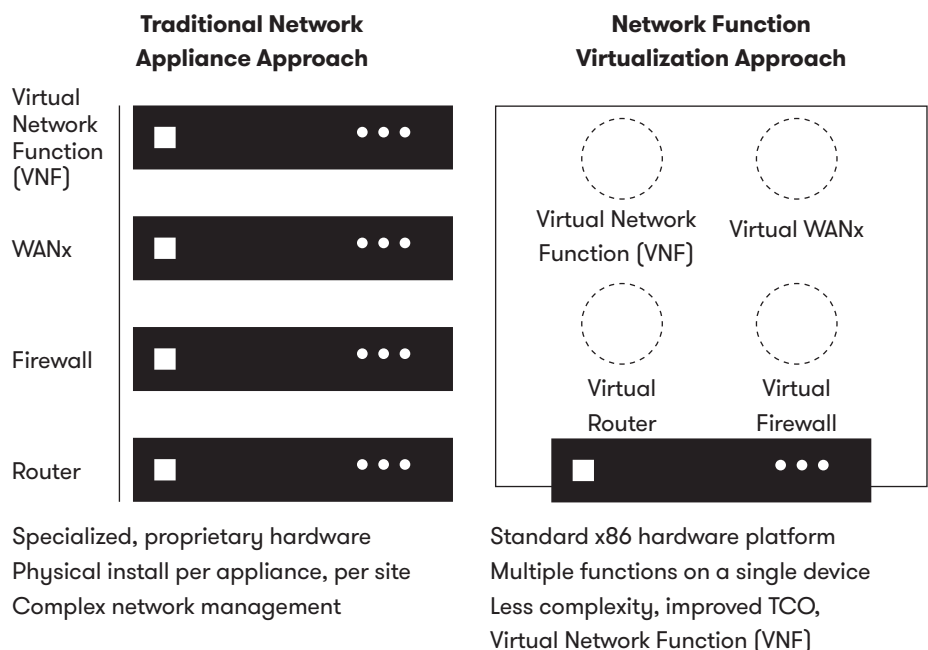 Traditional Network
Appliance Approach
Virtual
Network
Function
(VNF)
WANx
Firewall
Router
Specialized, proprietary hardware
Physical install per appliance, per site
Complex network management
Network Function
Virtualization Approach
Virtual Network
Function (VNF)
Virtual WANx
Virtual
Router
Virtual
Firewall
Standard x86 hardware platform
Multiple functions on a single device
Less complexity, improved TCO,
Virtual Network Function (VNF)